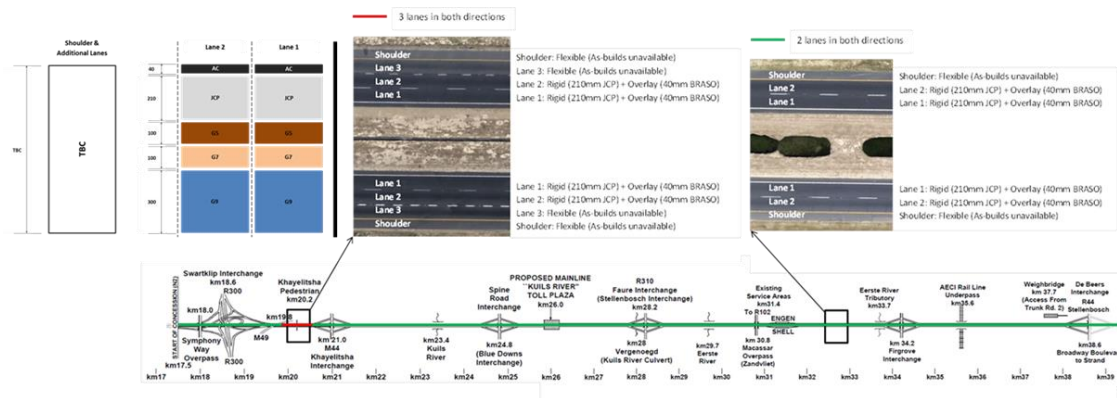 3 lanes in both directions
2 lanes in both directions
Shoulder &
Additional Lanes
Lane 2
Lane 1
TBC
TBC
40
210
100
200
300
AC
AC
JCP
JCP
G5
G5
G7
G7
G9
G9
Shoulder
Lane 3
Lane 2
Lane 1
Lane 1
Lane 2
Lane 3
Shoulder
Shoulder: Flexible (As-builds unavailable)
Lane 3: Flexible (As-builds unavailable)
Lane 2: Rigid (210mm JCP) + Overlay (40mm BRASO)
Lane 1: Rigid (210mm JCP) + Overlay (40mm BRASO)
Lane 1: Rigid (210mm JCP) + Overlay (40mm BRASO)
Lane 2: Rigid (210mm JCP) + Overlay (40mm BRASO)
Lane 3: Flexible (As-builds unavailable)
Shoulder: Flexible (As-builds unavailable)
Shoulder
Lane 2
Lane 1
Lane 1
Lane 2
Shoulder
Shoulder: Flexible (As-builds unavailable)
Lane 2: Rigid (210mm JCP) + Overlay (40mm BRASO)
Lane 1: Rigid (210mm JCP) + Overlay (40mm BRASO)
Lane 1: Rigid (210mm JCP) + Overlay (40mm BRASO)
Lane 2: Rigid (210mm JCP) + Overlay (40mm BRASO)
Shoulder: Flexible (As-builds unavailable)
START OF CONCESSION (N2)
km17.5
km18.0
Symphony
Way
Overpass
Swartklip Interchange
km18.6
R300
R300
M49
km19.8
Khayelitsha
Pedestrian
km20.2
km21.0
M44
Khayelitsha
Interchange
km23.4
Kuils
River
Spine
Road
Interchange
km24.8
(Blue Downs
Interchange)
PROPOSED MAINLINE
"KUILS RIVER"
TOLL PLAZA
km26.0
R310
Faure Interchange
(Stellenbosch Interchange)
km28.2
km28
Vergenoegd
(Kuils River Culvert)
km29.7
Eerste
River
Existing
Service Areas
km31.4
To R102
ENGEN
SHELL
km 30.8
Macassar
Overpass
(Zandvliet)
Eerste River
Tributary
km33.7
km 34.2
Firgrove
Interchange
AECI Rail Line
Underpass
km35.6
Weighbridge
km 37.7
(Access From
Trunk Rd. 2)
De Beers
Interchange
R44
Stellenbosch
km38.6
Broadway Bouleva
to Strand
km17
km18
km19
km20
km21
km22
km23
km24
km25
km26
km27
km28
km29
km30
km31
km32
km33
km34
km35
km36
km37
km38
km39